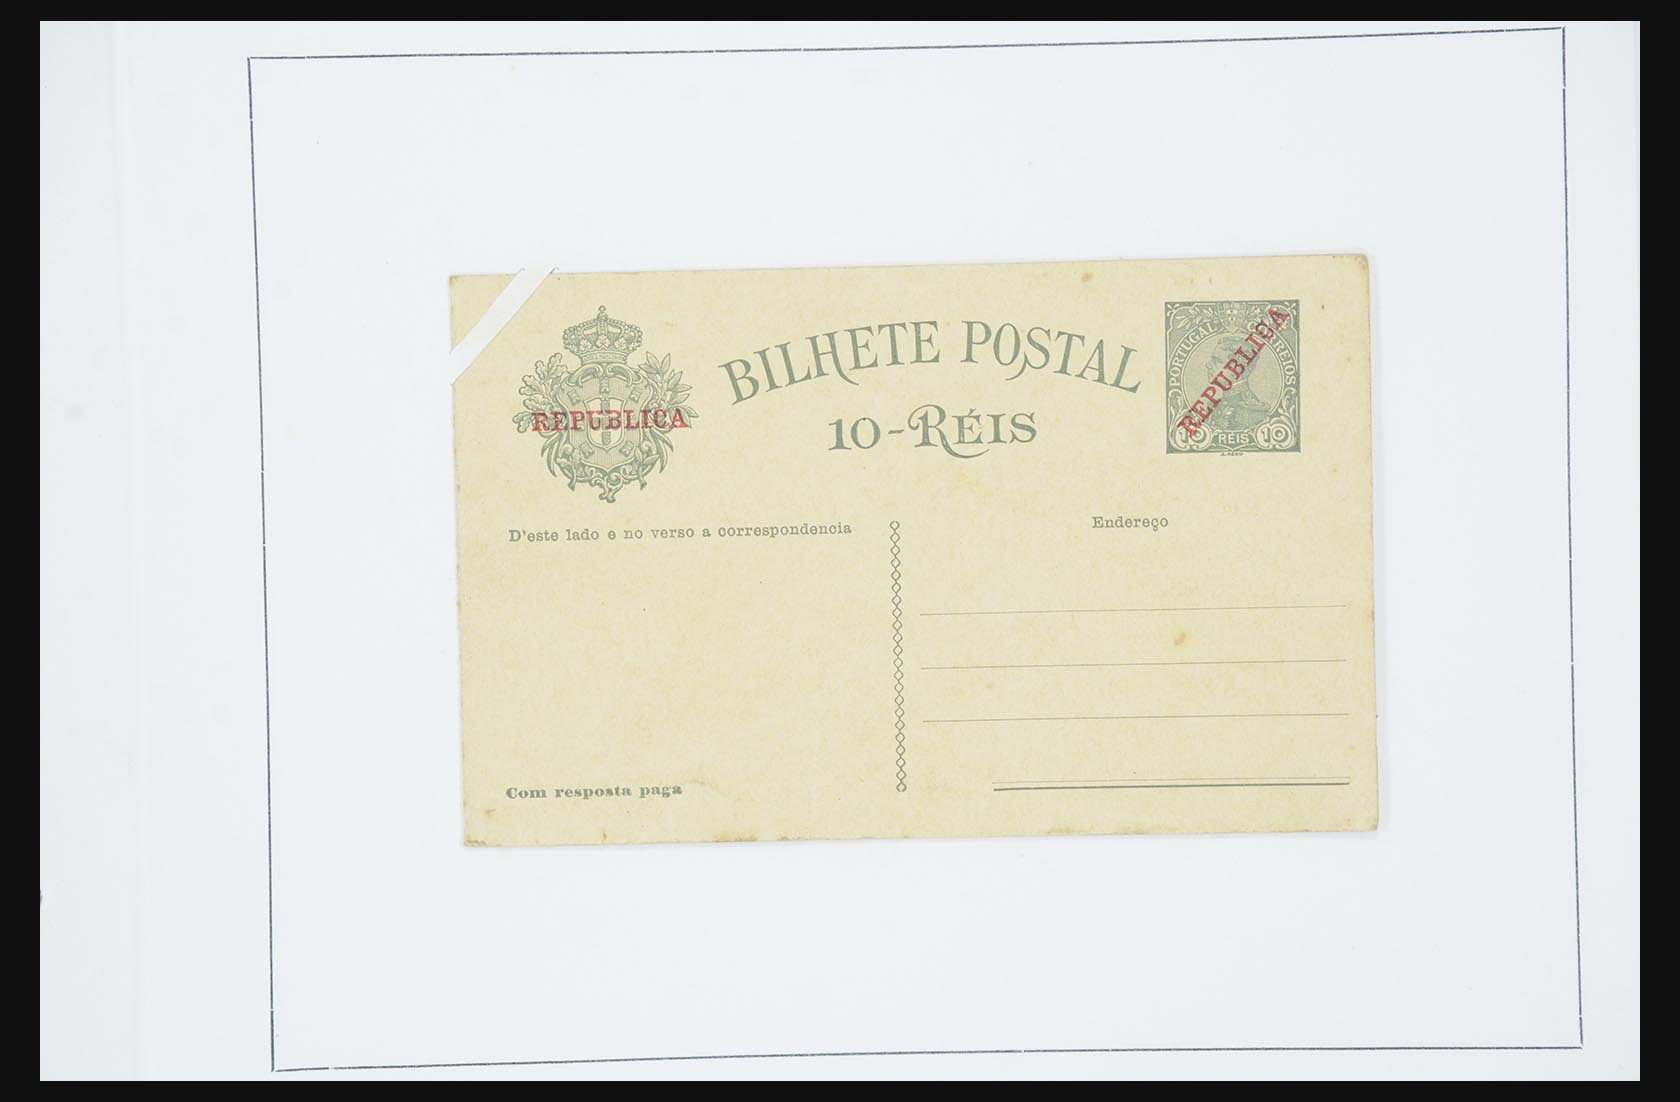 BILHETE POSTAL
10-RÉIS
REPUBLICA
PORTUGAL CORREIOS
REPUBLICA
10 REIS 10
D'este lado e no verso a correspondencia
Endereço
Com resposta paga